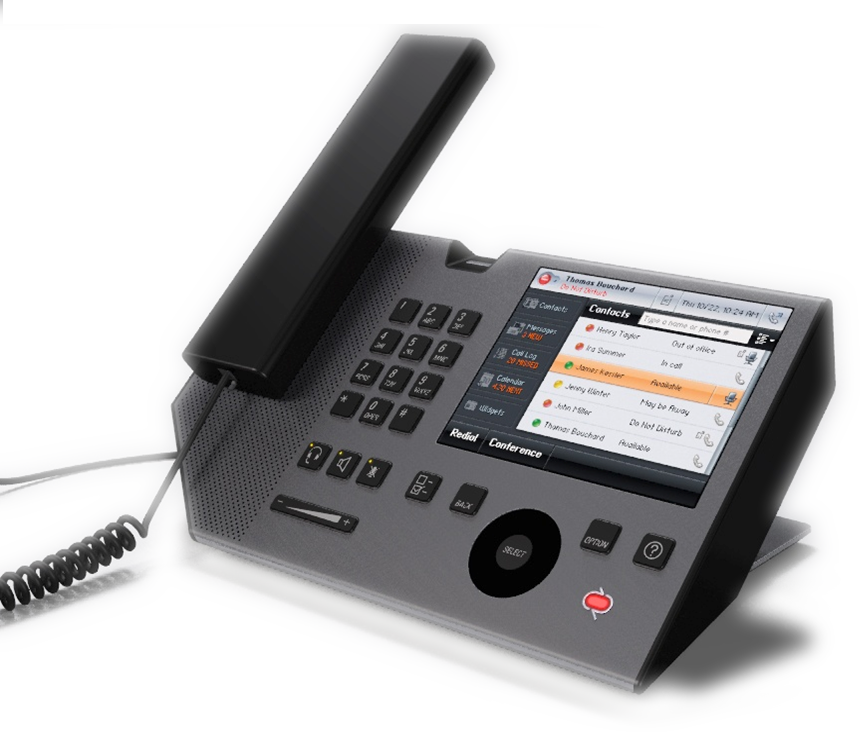 Thomas Bouchard
Do Not Disturb
Thu 10/22, 10:24 AM
Contacts
Messages
2 NEW
Call Log
20 MISSED
Calendar
4:20 NEXT
Widgets
Contacts
Type a name or phone #
Henry Taylor Out of office
Ira Summer In call
James Kessler Available
Jenny Winter May be Away
John Miller Do Not Disturb
Thomas Bouchard Available
Redial Conference
1 2 ABC 3 DEF
4 GHI 5 JKL 6 MNO
7 PQRS 8 TUV 9 WXYZ
* 0 OPER #
- +
BACK
SELECT
OPTION
?